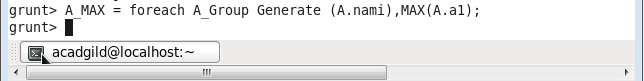 grunt> A_MAX = foreach A_Group Generate (A.nami),MAX(A.a1);
grunt>
acadgild@localhost:~